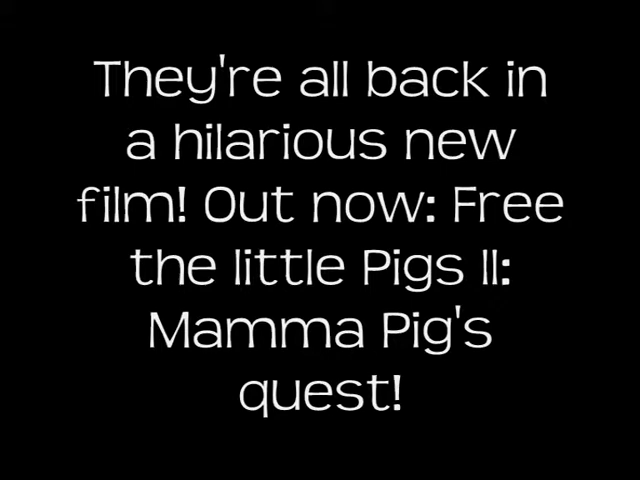 They're all back in
a hilarious new
film! Out now: Free
the little Pigs II:
Mamma Pig's
quest!